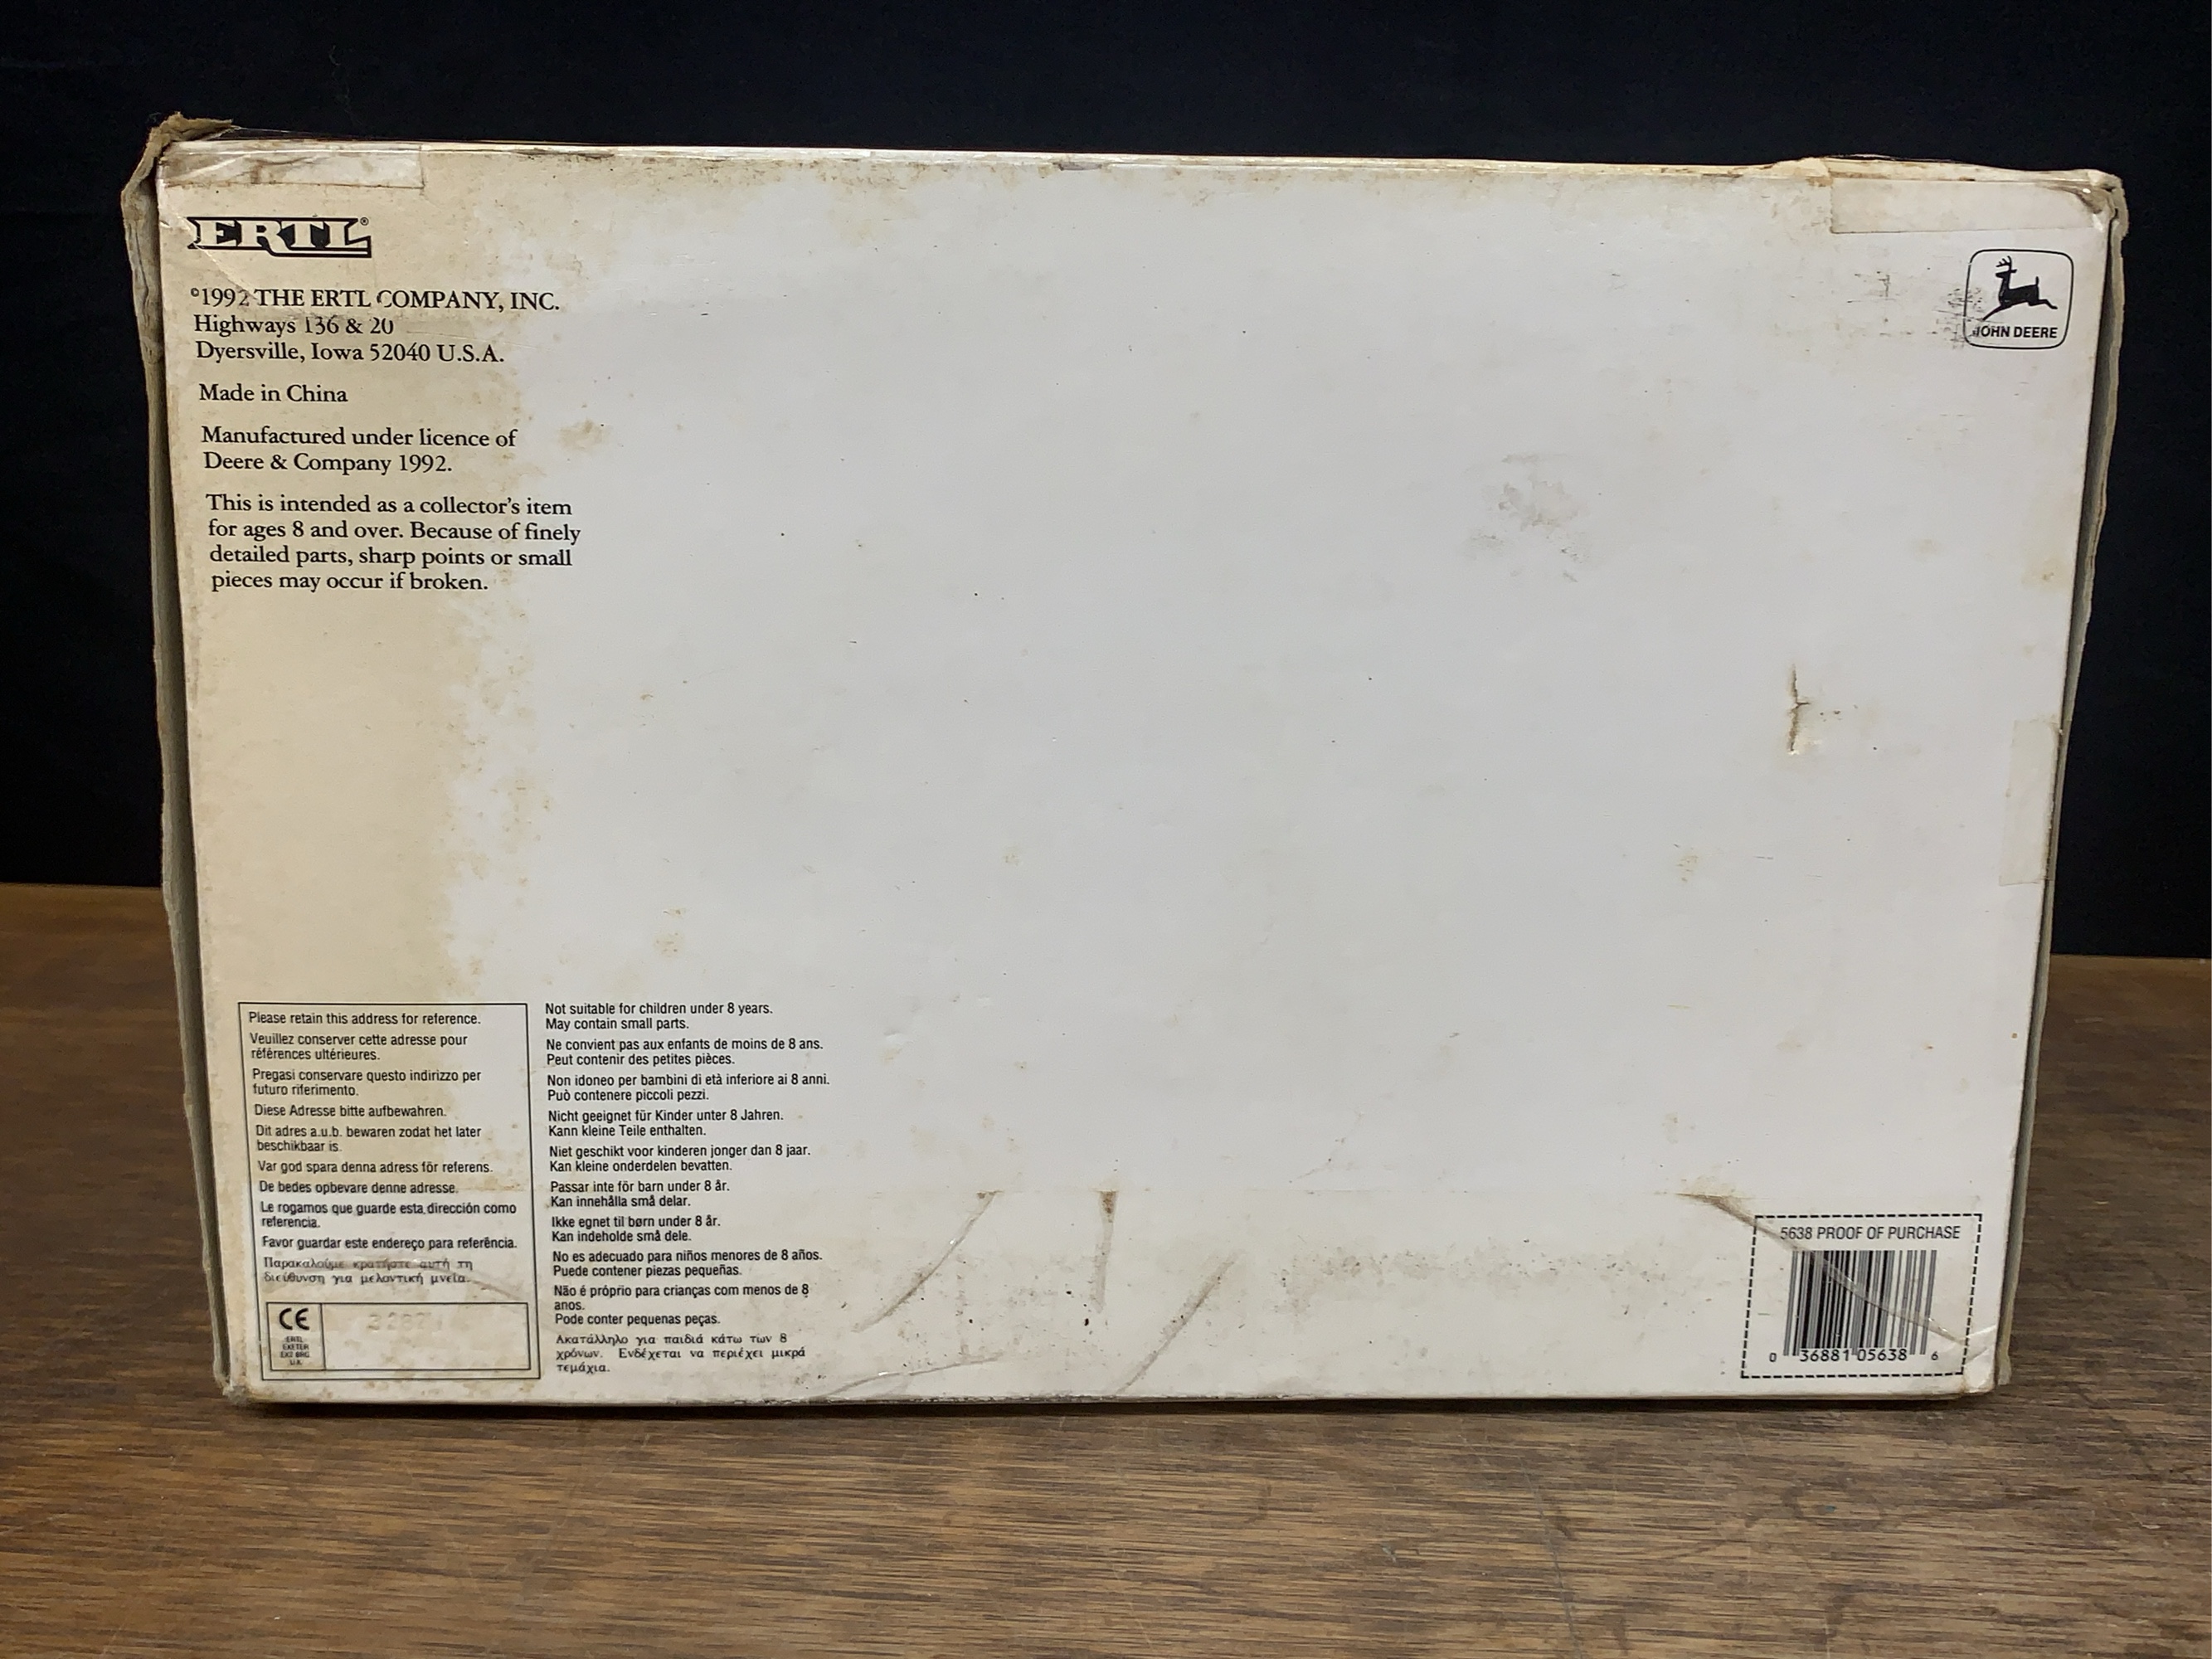 ERTL®
©1992 THE ERTL COMPANY, INC.
Highways 136 & 20
Dyersville, Iowa 52040 U.S.A.
Made in China
Manufactured under licence of
Deere & Company 1992.
This is intended as a collector's item
for ages 8 and over. Because of finely
detailed parts, sharp points or small
pieces may occur if broken.
JOHN DEERE
Please retain this address for reference.
Veuillez conserver cette adresse pour
références ultérieures.
Pregasi conservare questo indirizzo per
futuro riferimento.
Diese Adresse bitte aufbewahren.
Dit adres a.u.b. bewaren zodat het later
beschikbaar is.
Var god spara denna adress för referens.
De bedes opbevare denne adresse.
Le rogamos que guarde esta dirección como
referencia.
Favor guardar este endereço para referência.
Παρακαλούμε κρατήστε αυτή τη
διεύθυνση για μελοντική μνεία.
CE
ERTL
EXETER
U.K.
Not suitable for children under 8 years.
May contain small parts.
Ne convient pas aux enfants de moins de 8 ans.
Peut contenir des petites pièces.
Non idoneo per bambini di età inferiore ai 8 anni.
Può contenere piccoli pezzi.
Nicht geeignet für Kinder unter 8 Jahren.
Kann kleine Teile enthalten.
Niet geschikt voor kinderen jonger dan 8 jaar.
Kan kleine onderdelen bevatten.
Passar inte för barn under 8 år.
Kan innehålla små delar.
Ikke egnet til børn under 8 år.
Kan indeholde små dele.
No es adecuado para niños menores de 8 años.
Puede contener piezas pequeñas.
Não é próprio para crianças com menos de 8
anos.
Pode conter pequenas peças.
Ακατάλληλο για παιδιά κάτω των 8
χρόνων. Ενδέχεται να περιέχει μικρά
τεμάχια.
5638 PROOF OF PURCHASE
0 36881 05638 6